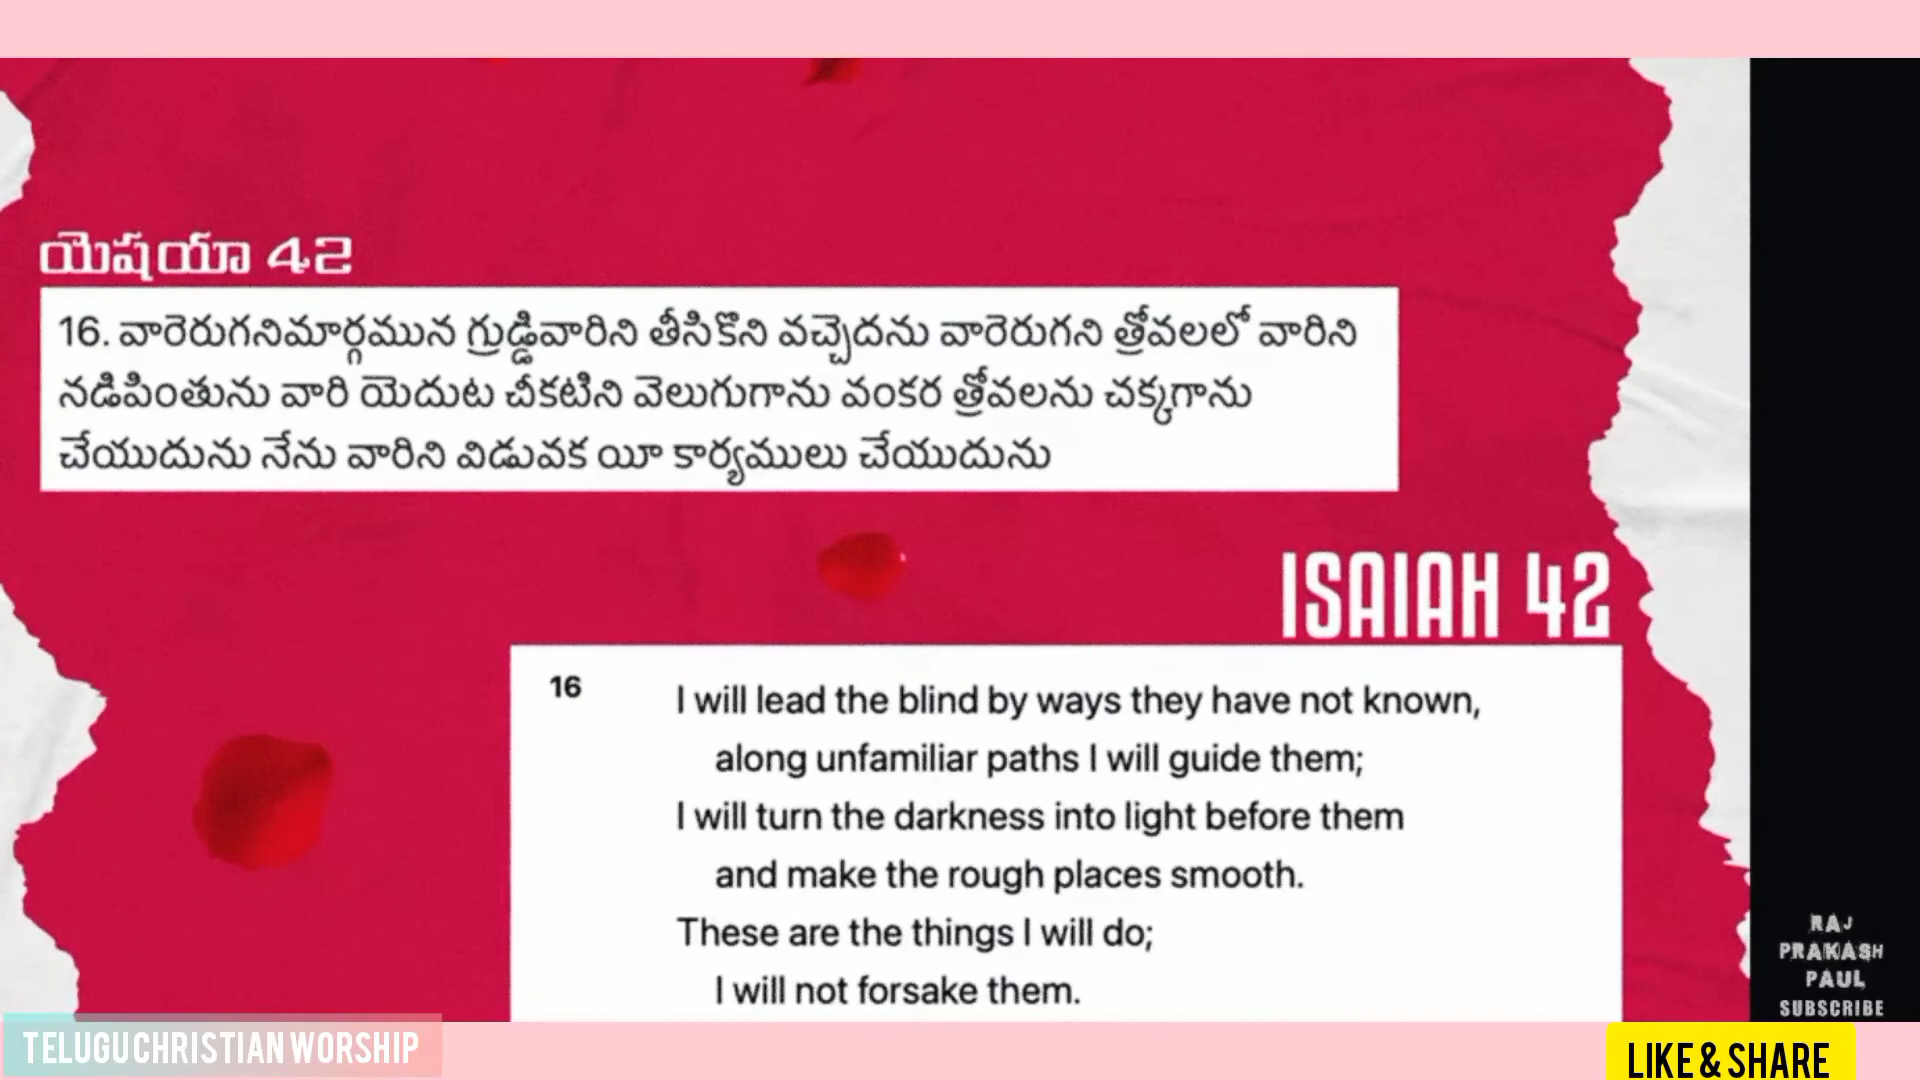 యెషయా 42
16. వారెరుగనిమార్గమున గ్రుడ్డివారిని తీసికొని వచ్చెదను వారెరుగని త్రోవలలో వారిని
నడిపింతును వారి యెదుట చీకటిని వెలుగుగాను వంకర త్రోవలను చక్కగాను
చేయుదును నేను వారిని విడువక యీ కార్యములు చేయుదును
ISAIAH 42
16 I will lead the blind by ways they have not known,
along unfamiliar paths I will guide them;
I will turn the darkness into light before them
and make the rough places smooth.
These are the things I will do;
I will not forsake them.
RAJ
PRAKASH
PAUL
SUBSCRIBE
TELUGU CHRISTIAN WORSHIP
LIKE & SHARE